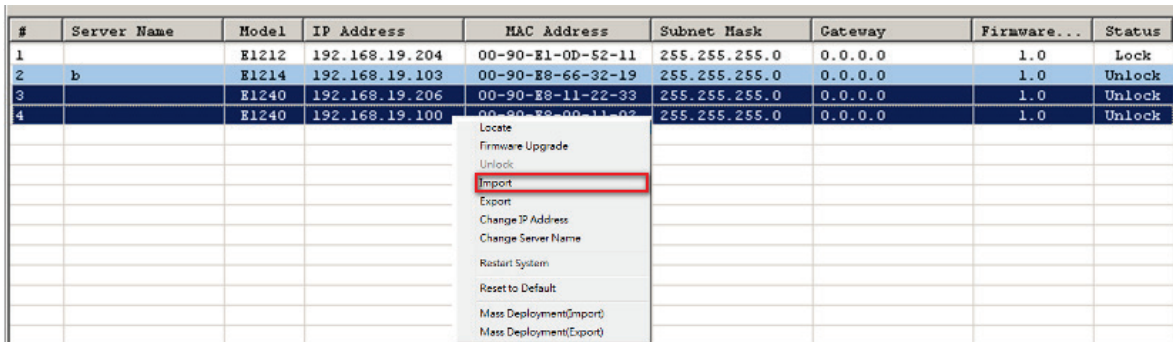 # Server Name Model IP Address MAC Address Subnet Mask Gateway Firmware... Status
1 E1212 192.168.19.204 00-90-E1-0D-52-11 255.255.255.0 0.0.0.0 1.0 Lock
2 b E1214 192.168.19.103 00-90-E8-66-32-19 255.255.255.0 0.0.0.0 1.0 Unlock
3 E1240 192.168.19.206 00-90-E8-11-22-33 255.255.255.0 0.0.0.0 1.0 Unlock
4 E1240 192.168.19.100 255.255.255.0 0.0.0.0 1.0 Unlock
Locate
Firmware Upgrade
Unlock
Import
Export
Change IP Address
Change Server Name
Restart System
Reset to Default
Mass Deployment(Import)
Mass Deployment(Export)